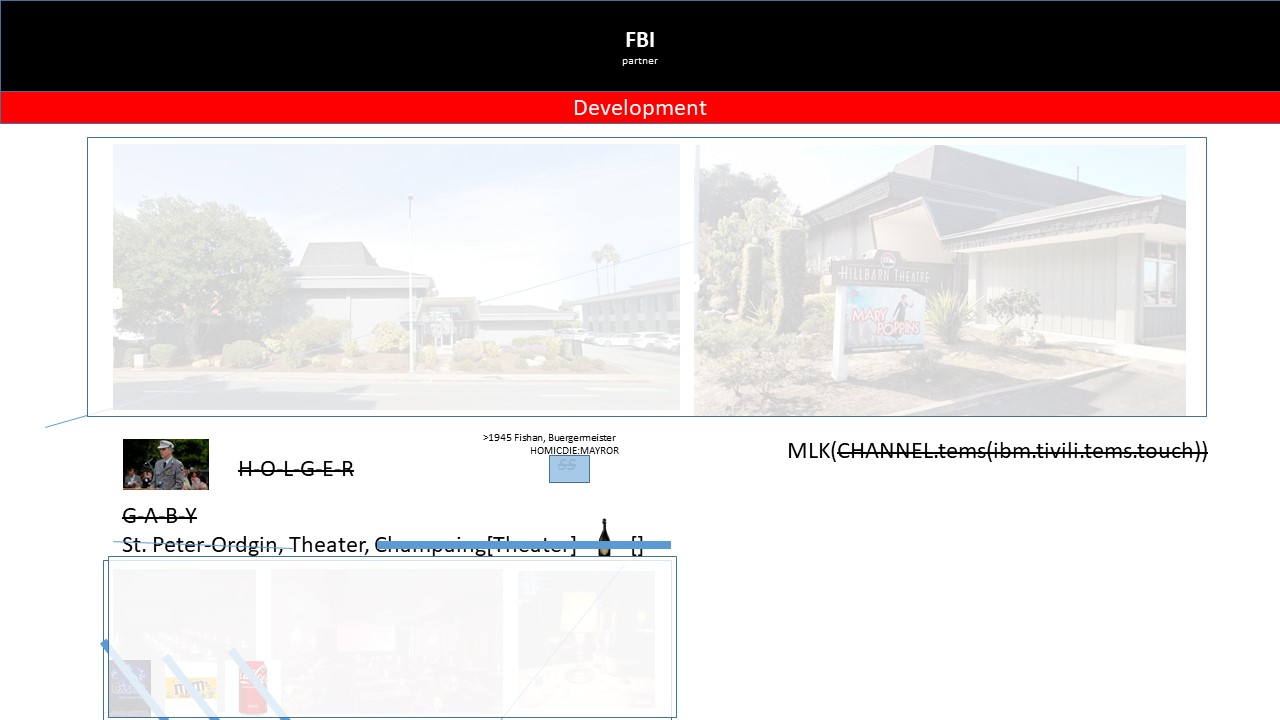 FBI
partner
Development
HILLBARN THEATRE
MARY
POPPINS
>1945 Fishan, Buergermeister
HOMICDIE:MAYROR
SS
H-O-L-G-E-R
MLK(CHANNEL.tems(ibm.tivili.tems.touch))
G-A-B-Y
St. Peter-Ordgin, Theater, Champaing[Theater] []
m&m's